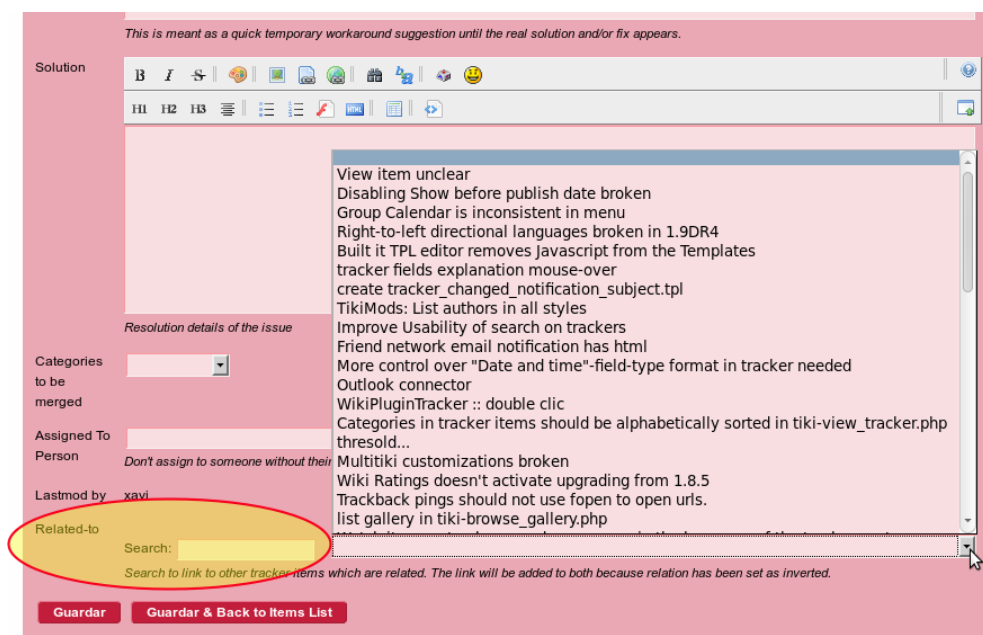 This is meant as a quick temporary workaround suggestion until the real solution and/or fix appears.
Solution
B I S
H1 H2 H3 HTML
View item unclear
Disabling Show before publish date broken
Group Calendar is inconsistent in menu
Right-to-left directional languages broken in 1.9DR4
Built it TPL editor removes Javascript from the Templates
tracker fields explanation mouse-over
create tracker_changed_notification_subject.tpl
TikiMods: List authors in all styles
Improve Usability of search on trackers
Friend network email notification has html
More control over "Date and time"-field-type format in tracker needed
Outlook connector
WikiPluginTracker :: double clic
Categories in tracker items should be alphabetically sorted in tiki-view_tracker.php
thresold...
Multitiki customizations broken
Wiki Ratings doesn't activate upgrading from 1.8.5
Trackback pings should not use fopen to open urls.
list gallery in tiki-browse_gallery.php
Resolution details of the issue
Categories
to be
merged
Assigned To
Person
Don't assign to someone without their
Lastmod by xavi
Related-to
Search:
Search to link to other tracker items which are related. The link will be added to both because relation has been set as inverted.
Guardar Guardar & Back to Items List